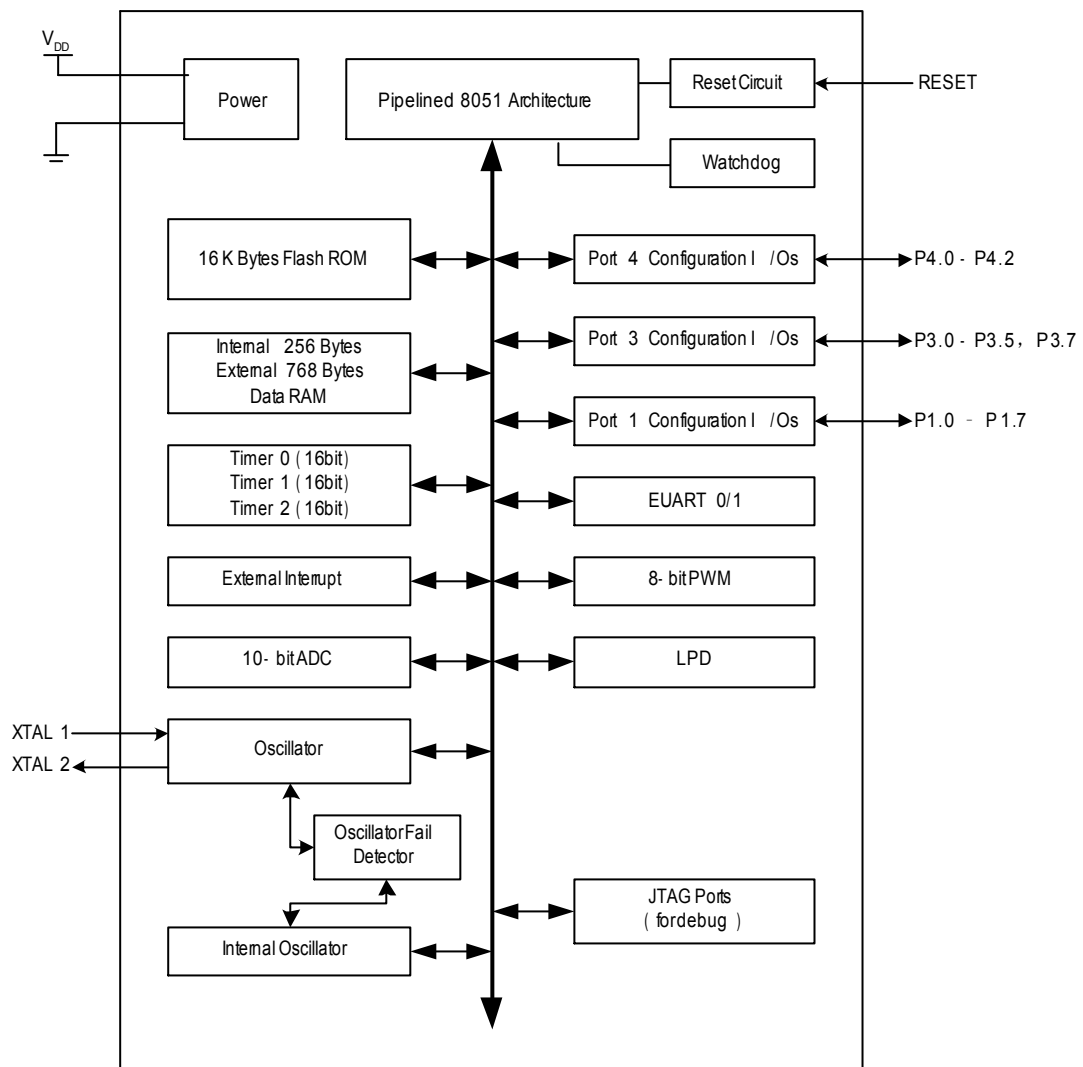 VDD
Power
Pipelined 8051 Architecture
Reset Circuit
RESET
Watchdog
16 K Bytes Flash ROM
Port 4 Configuration I /Os
P4.0 - P4.2
Internal 256 Bytes
External 768 Bytes
Data RAM
Port 3 Configuration I /Os
P3.0 - P3.5, P3.7
Port 1 Configuration I /Os
P1.0 - P1.7
Timer 0 (16bit)
Timer 1 (16bit)
Timer 2 (16bit)
EUART 0/1
External Interrupt
8- bit PWM
10- bit ADC
LPD
XTAL 1
XTAL 2
Oscillator
Oscillator Fail
Detector
JTAG Ports
( for debug )
Internal Oscillator